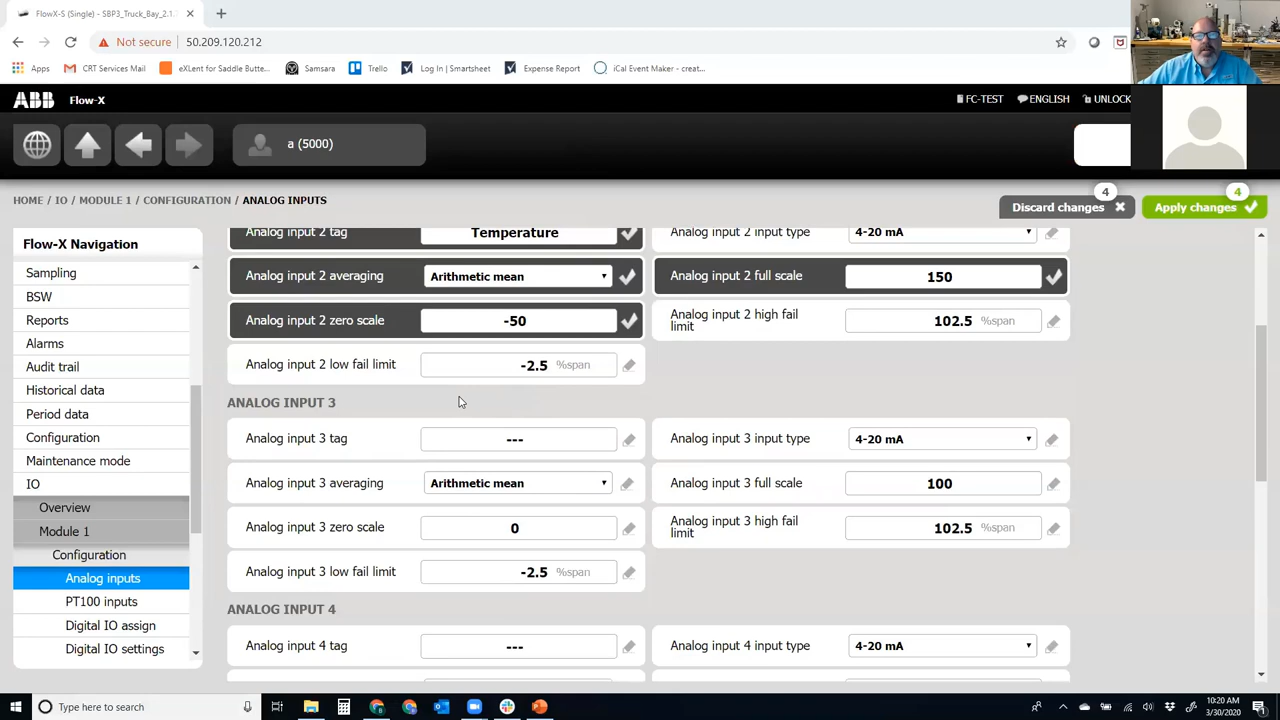 FlowX-S (Single) - SBP3_Truck_Bay_2.1.
Not secure 50.209.120.212
Apps CRT Services Mail eXLent for Saddle Butte... Samsara Trello Log In | Smartsheet Expense Report iCal Event Maker - creat...
ABB Flow-X FC-TEST ENGLISH UNLOCK
a (5000)
HOME / IO / MODULE 1 / CONFIGURATION / ANALOG INPUTS
4 4
Discard changes Apply changes
Flow-X Navigation
Sampling
BSW
Reports
Alarms
Audit trail
Historical data
Period data
Configuration
Maintenance mode
IO
Overview
Module 1
Configuration
Analog inputs
PT100 inputs
Digital IO assign
Digital IO settings
Analog input 2 tag Temperature Analog input 2 input type 4-20 mA
Analog input 2 averaging Arithmetic mean Analog input 2 full scale 150
Analog input 2 zero scale -50 Analog input 2 high fail
limit 102.5 %span
Analog input 2 low fail limit -2.5 %span
ANALOG INPUT 3
Analog input 3 tag --- Analog input 3 input type 4-20 mA
Analog input 3 averaging Arithmetic mean Analog input 3 full scale 100
Analog input 3 zero scale 0 Analog input 3 high fail
limit 102.5 %span
Analog input 3 low fail limit -2.5 %span
ANALOG INPUT 4
Analog input 4 tag --- Analog input 4 input type 4-20 mA
Type here to search
10:20 AM
3/30/2020